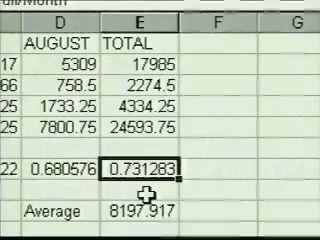 D E F G
AUGUST TOTAL
17 5309 17985
66 758.5 2274.5
25 1733.25 4334.25
25 7800.75 24593.75
22 0.680576 0.731283
Average 8197.917